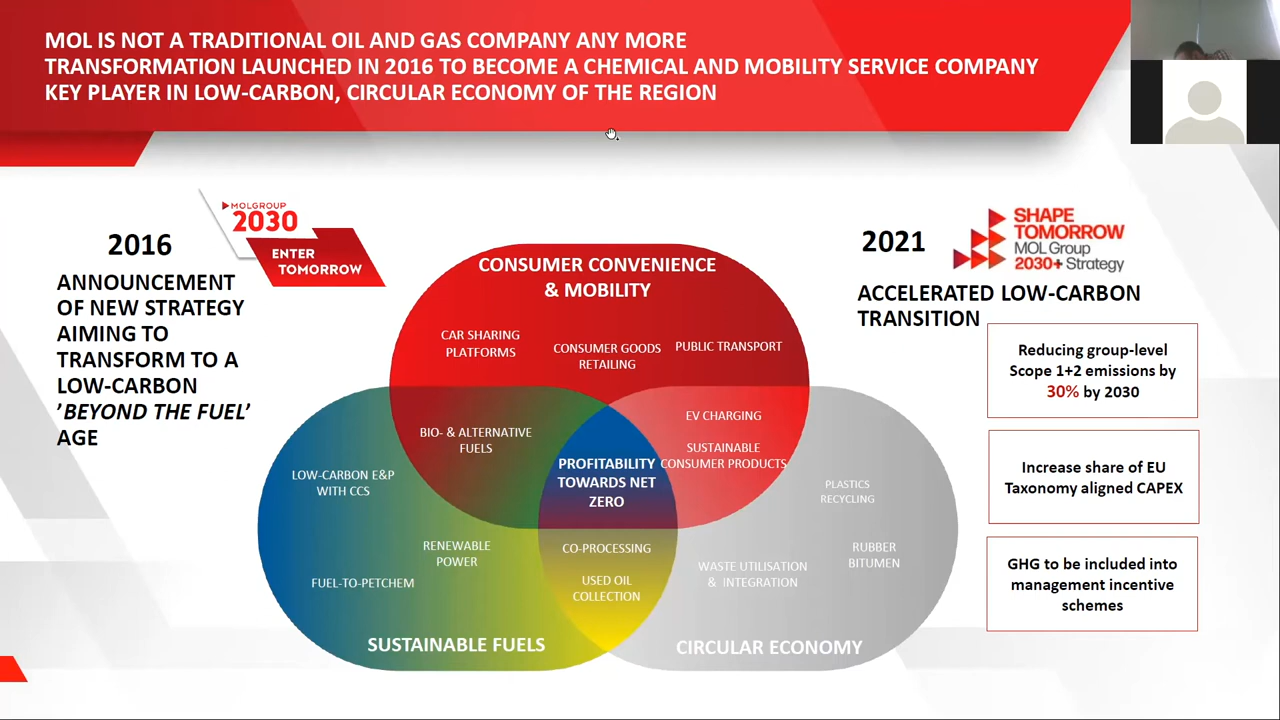 MOL IS NOT A TRADITIONAL OIL AND GAS COMPANY ANY MORE
TRANSFORMATION LAUNCHED IN 2016 TO BECOME A CHEMICAL AND MOBILITY SERVICE COMPANY
KEY PLAYER IN LOW-CARBON, CIRCULAR ECONOMY OF THE REGION
MOLGROUP
2030
ENTER
TOMORROW
2016
ANNOUNCEMENT
OF NEW STRATEGY
AIMING TO
TRANSFORM TO A
LOW-CARBON
'BEYOND THE FUEL'
AGE
CONSUMER CONVENIENCE
& MOBILITY
CAR SHARING
PLATFORMS
CONSUMER GOODS
RETAILING
PUBLIC TRANSPORT
BIO- & ALTERNATIVE
FUELS
EV CHARGING
SUSTAINABLE
CONSUMER PRODUCTS
PROFITABILITY
TOWARDS NET
ZERO
LOW-CARBON E&P
WITH CCS
RENEWABLE
POWER
FUEL-TO-PETCHEM
SUSTAINABLE FUELS
CO-PROCESSING
USED OIL
COLLECTION
PLASTICS
RECYCLING
RUBBER
BITUMEN
WASTE UTILISATION
& INTEGRATION
CIRCULAR ECONOMY
2021
SHAPE
TOMORROW
MOL Group
2030+ Strategy
ACCELERATED LOW-CARBON
TRANSITION
Reducing group-level
Scope 1+2 emissions by
30% by 2030
Increase share of EU
Taxonomy aligned CAPEX
GHG to be included into
management incentive
schemes